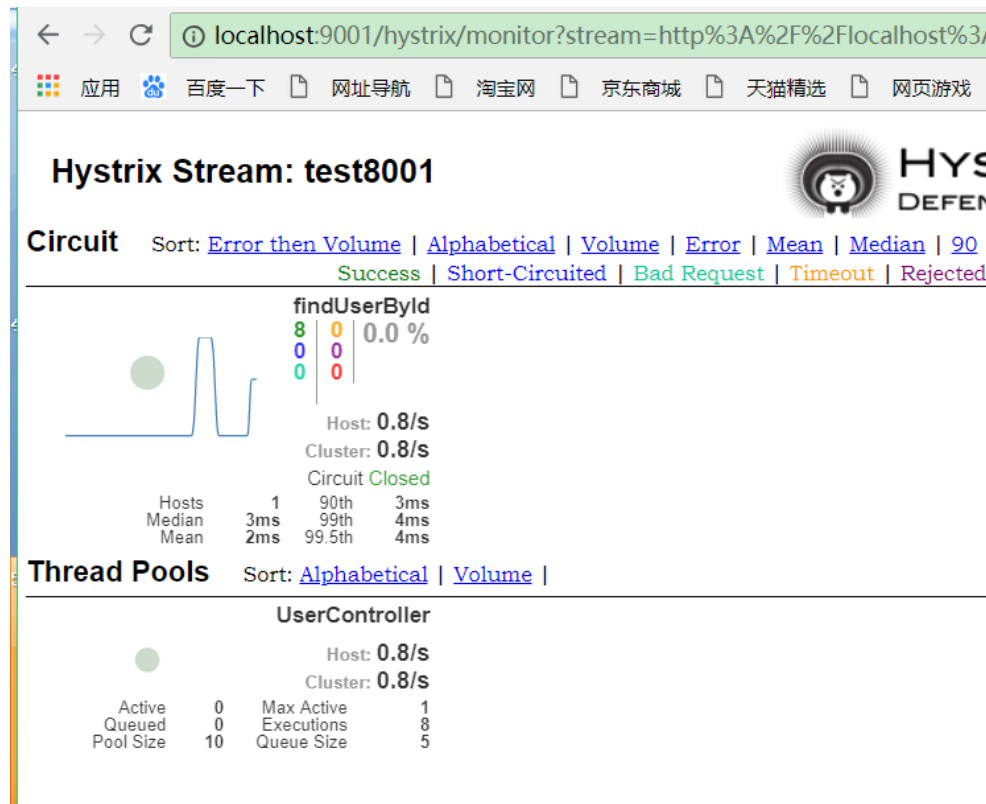 localhost:9001/hystrix/monitor?stream=http%3A%2F%2Flocalhost%3A
应用 百度一下 网址导航 淘宝网 京东商城 天猫精选 网页游戏
Hystrix Stream: test8001
HYS
DEFEN
Circuit Sort: Error then Volume | Alphabetical | Volume | Error | Mean | Median | 90
Success | Short-Circuited | Bad Request | Timeout | Rejected
findUserById
8 0 0.0 %
0 0
0 0
Host: 0.8/s
Cluster: 0.8/s
Circuit Closed
Hosts 1 90th 3ms
Median 3ms 99th 4ms
Mean 2ms 99.5th 4ms
Thread Pools Sort: Alphabetical | Volume |
UserController
Host: 0.8/s
Cluster: 0.8/s
Active 0 Max Active 1
Queued 0 Executions 8
Pool Size 10 Queue Size 5